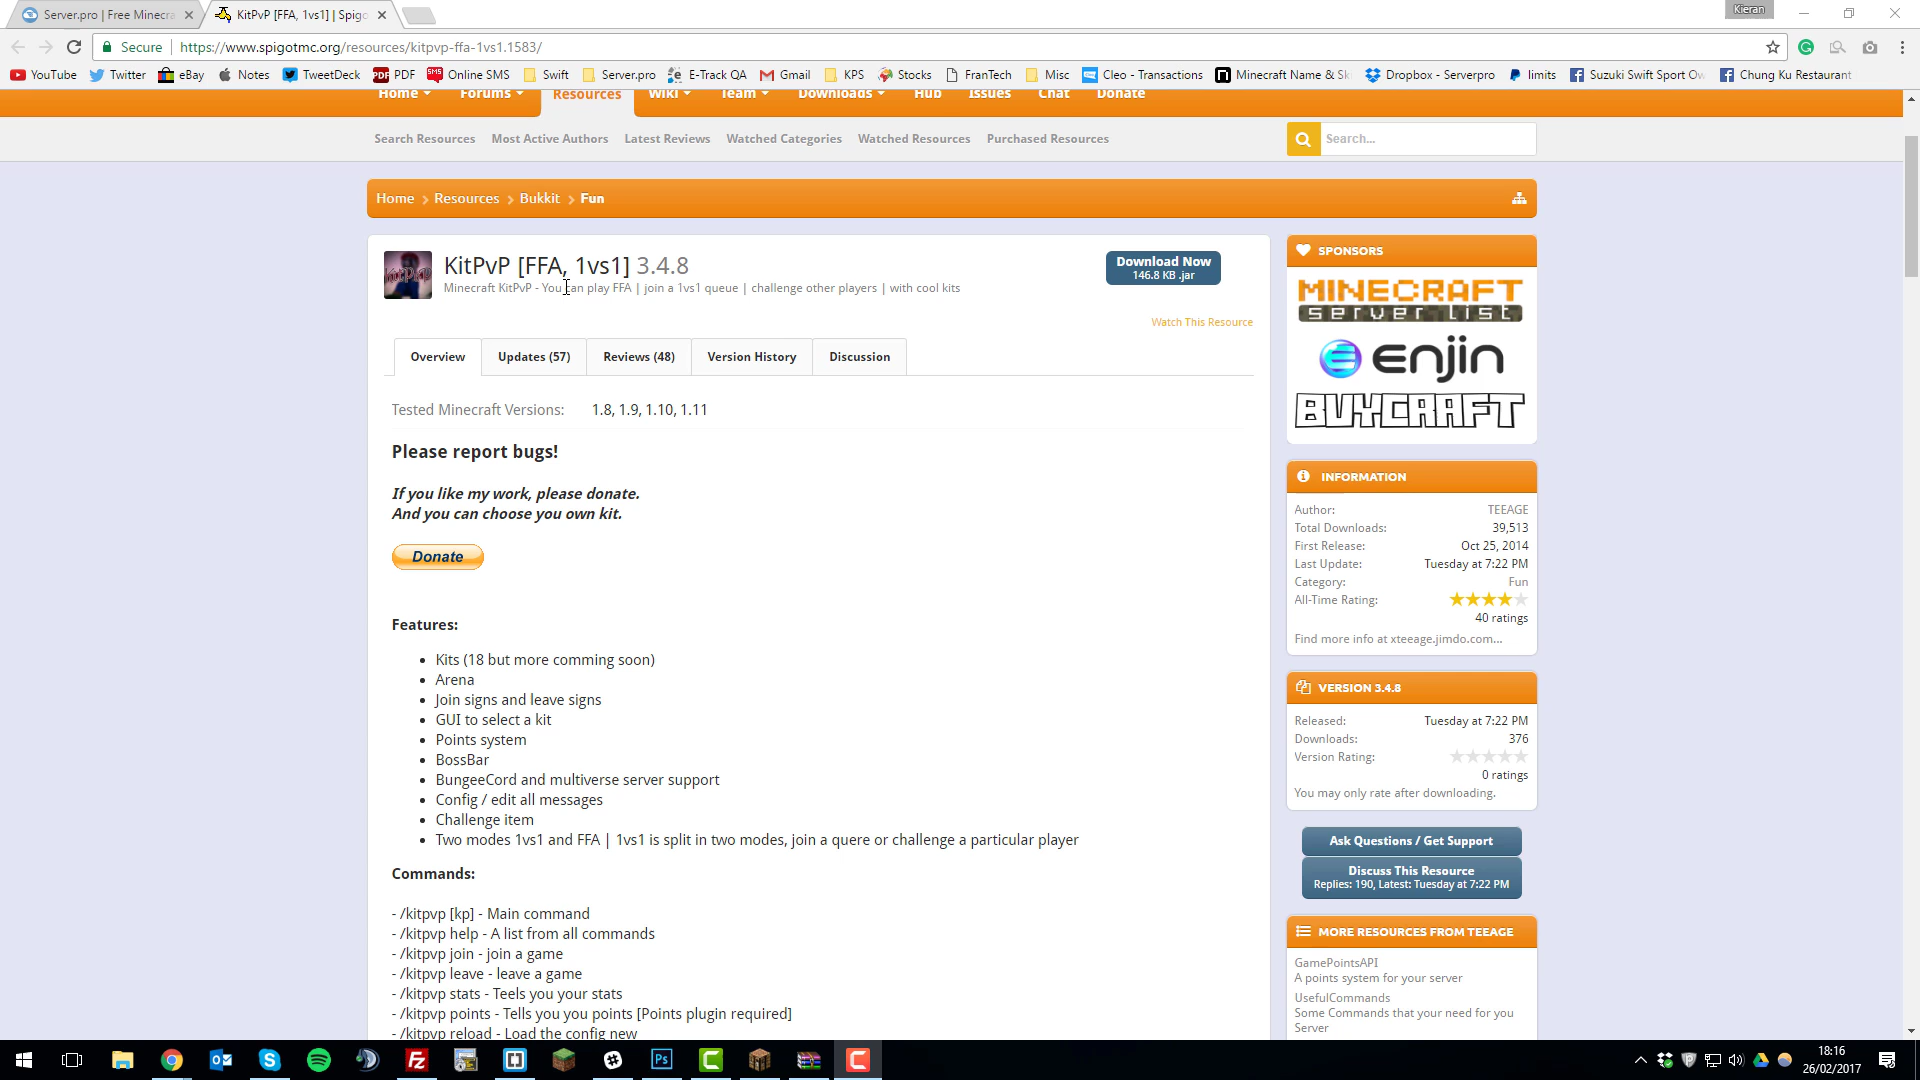 Server.pro | Free Minecra
KitPvP [FFA, 1vs1] | Spigo
Kieran
Secure
https://www.spigotmc.org/resources/kitpvp-ffa-1vs1.1583/
YouTube Twitter eBay Notes TweetDeck PDF Online SMS Swift Server.pro E-Track QA Gmail KPS Stocks FranTech Misc Cleo - Transactions Minecraft Name & Sk Dropbox - Serverpro limits Suzuki Swift Sport Ow Chung Ku Restaurant
Home Forums Resources Wiki Team Downloads Hub Issues Chat Donate
Search Resources Most Active Authors Latest Reviews Watched Categories Watched Resources Purchased Resources
Search...
Home Resources Bukkit Fun
KitPvP [FFA, 1vs1] 3.4.8
Minecraft KitPvP - You can play FFA | join a 1vs1 queue | challenge other players | with cool kits
Download Now
146.8 KB .jar
Watch This Resource
Overview Updates (57) Reviews (48) Version History Discussion
Tested Minecraft Versions: 1.8, 1.9, 1.10, 1.11
Please report bugs!
If you like my work, please donate.
And you can choose you own kit.
Donate
Features:
Kits (18 but more comming soon)
Arena
Join signs and leave signs
GUI to select a kit
Points system
BossBar
BungeeCord and multiverse server support
Config / edit all messages
Challenge item
Two modes 1vs1 and FFA | 1vs1 is split in two modes, join a quere or challenge a particular player
Commands:
- /kitpvp [kp] - Main command
- /kitpvp help - A list from all commands
- /kitpvp join - join a game
- /kitpvp leave - leave a game
- /kitpvp stats - Teels you your stats
- /kitpvp points - Tells you you points [Points plugin required]
- /kitpvp reload - Load the config new
SPONSORS
MINECRAFT
server list
enjin
BUYCRAFT
INFORMATION
Author: TEEAGE
Total Downloads: 39,513
First Release: Oct 25, 2014
Last Update: Tuesday at 7:22 PM
Category: Fun
All-Time Rating:
40 ratings
Find more info at xteeage.jimdo.com...
VERSION 3.4.8
Released: Tuesday at 7:22 PM
Downloads: 376
Version Rating:
0 ratings
You may only rate after downloading.
Ask Questions / Get Support
Discuss This Resource
Replies: 190, Latest: Tuesday at 7:22 PM
MORE RESOURCES FROM TEEAGE
GamePointsAPI
A points system for your server
UsefulCommands
Some Commands that your need for you
Server
18:16
26/02/2017